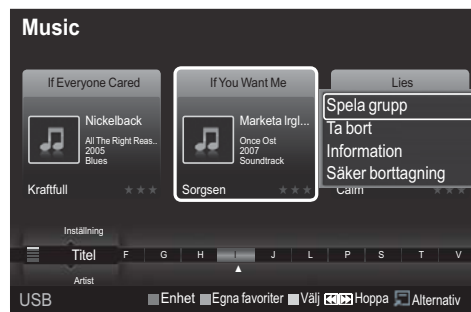 Music
If Everyone Cared
If You Want Me
Lies
Nickelback
All The Right Reas..
2005
Blues
Kraftfull
Marketa Irgl...
Once Ost
2007
Soundtrack
Sorgsen
Spela grupp
Ta bort
Information
Säker borttagning
Calm
Inställning
Titel F G H I J L P S T V
Artist
USB Enhet Egna favoriter Välj Hoppa Alternativ